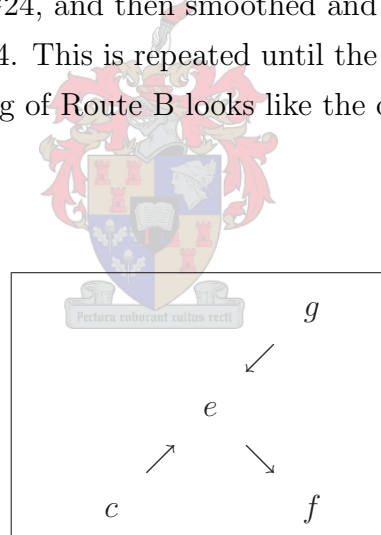 24, and then smoothed and
4. This is repeated until the
g of Route B looks like the
Pectora roborant cultus recti
g
e
c f